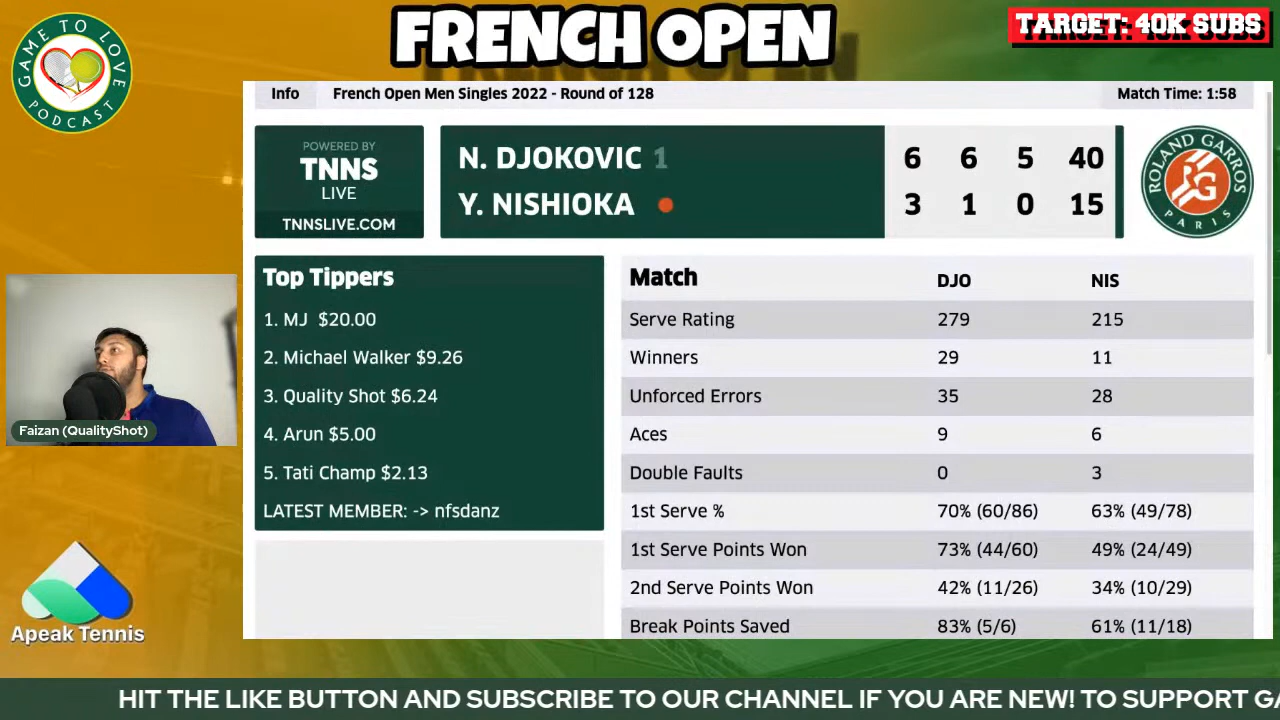 GAME TO LOVE
PODCAST
FRENCH OPEN
TARGET: 40K SUBS
Info French Open Men Singles 2022 - Round of 128 Match Time: 1:58
POWERED BY
TNNS
LIVE
TNNSLIVE.COM
N. DJOKOVIC 1 6 6 5 40
Y. NISHIOKA 3 1 0 15
ROLAND GARROS
RG
PARIS
Top Tippers
1. MJ $20.00
2. Michael Walker $9.26
3. Quality Shot $6.24
4. Arun $5.00
5. Tati Champ $2.13
LATEST MEMBER: -> nfsdanz
Match DJO NIS
Serve Rating 279 215
Winners 29 11
Unforced Errors 35 28
Aces 9 6
Double Faults 0 3
1st Serve % 70% (60/86) 63% (49/78)
1st Serve Points Won 73% (44/60) 49% (24/49)
2nd Serve Points Won 42% (11/26) 34% (10/29)
Break Points Saved 83% (5/6) 61% (11/18)
Faizan (QualityShot)
Apeak Tennis
HIT THE LIKE BUTTON AND SUBSCRIBE TO OUR CHANNEL IF YOU ARE NEW! TO SUPPORT GA